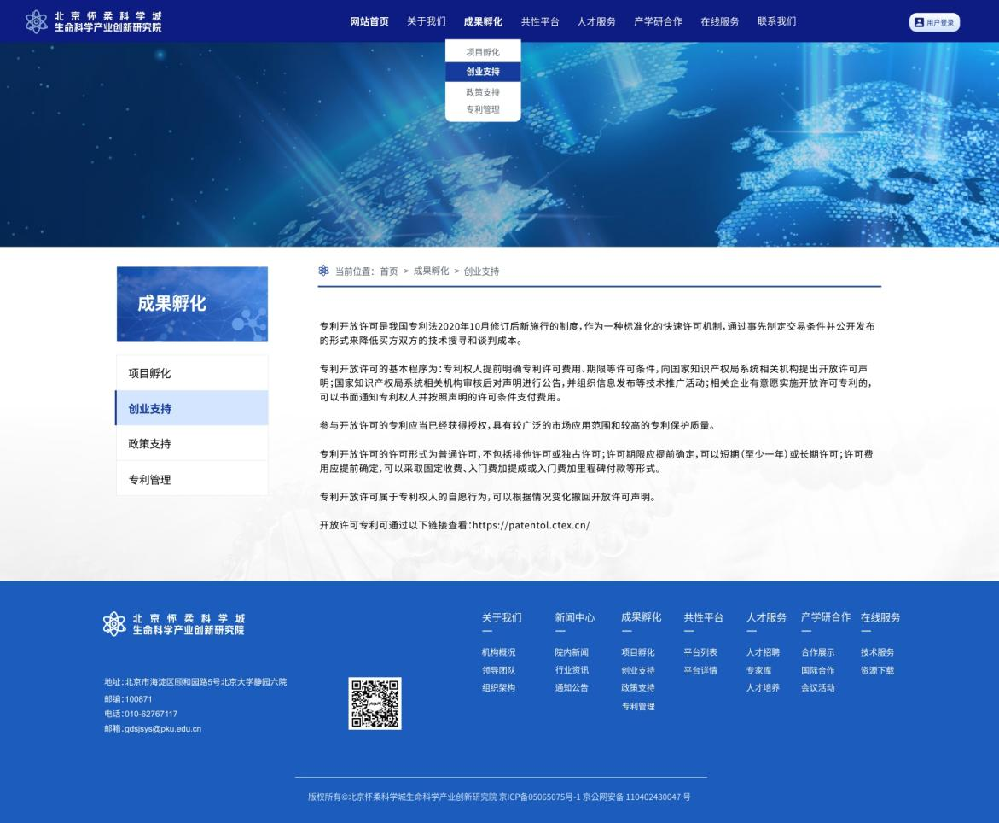 北京怀柔科学城
生命科学产业创新研究院
网站首页 关于我们 成果孵化 共性平台 人才服务 产学研合作 在线服务 联系我们
用户登录
项目孵化
创业支持
政策支持
专利管理
成果孵化
项目孵化
创业支持
政策支持
专利管理
当前位置: 首页 > 成果孵化 > 创业支持
专利开放许可是我国专利法2020年10月修订后新施行的制度,作为一种标准化的快速许可机制,通过事先制定交易条件并公开发布
的形式来降低买方双方的技术搜寻和谈判成本。
专利开放许可的基本程序为:专利权人提前明确专利许可费用、期限等许可条件,向国家知识产权局系统相关机构提出开放许可声
明;国家知识产权局系统相关机构审核后对声明进行公告,并组织信息发布等技术推广活动;相关企业有意愿实施开放许可专利的,
可以书面通知专利权人并按照声明的许可条件支付费用。
参与开放许可的专利应当已经获得授权,具有较广泛的市场应用范围和较高的专利保护质量。
专利开放许可的许可形式为普通许可,不包括排他许可或独占许可;许可期限应提前确定,可以短期(至少一年)或长期许可;许可费
用应提前确定,可以采取固定收费、入门费加提成或入门费加里程碑付款等形式。
专利开放许可属于专利权人的自愿行为,可以根据情况变化撤回开放许可声明。
开放许可专利可通过以下链接查看:https://patentol.ctex.cn/
北京怀柔科学城
生命科学产业创新研究院
地址:北京市海淀区颐和园路5号北京大学静园六院
邮编:100871
电话:010-62767117
邮箱:gdsjsys@pku.edu.cn
关于我们 新闻中心 成果孵化 共性平台 人才服务 产学研合作 在线服务
机构概况 院内新闻 项目孵化 平台列表 人才招聘 合作展示 技术服务
领导团队 行业资讯 创业支持 平台详情 专家库 国际合作 资源下载
组织架构 通知公告 政策支持 人才培养 会议活动
专利管理
版权所有©北京怀柔科学城生命科学产业创新研究院 京ICP备05065075号-1 京公网安备 110402430047 号